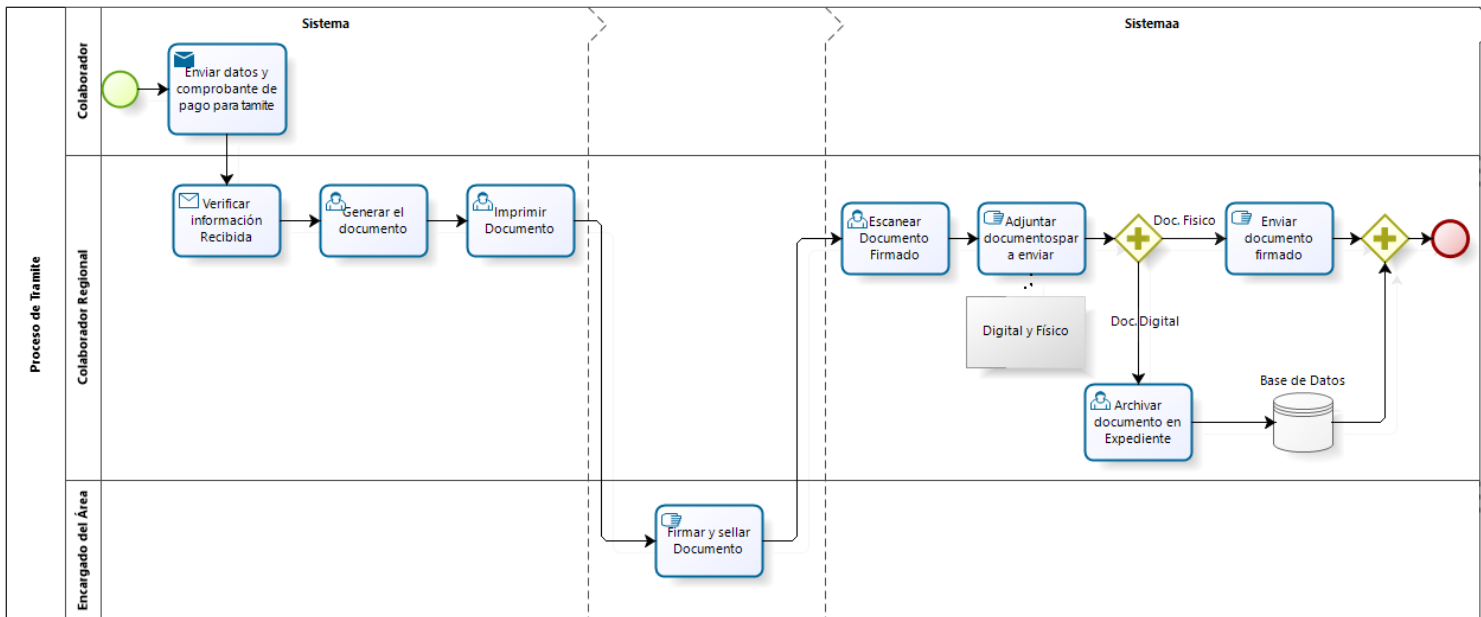 Sistema
Sistemaa
Proceso de Tramite
Colaborador
Enviar datos y
comprobante de
pago para tamite
Colaborador Regional
Verificar
información
Recibida
Generar el
documento
Imprimir
Documento
Escanear
Documento
Firmado
Adjuntar
documentospar
a enviar
Doc. Fisico
Enviar
documento
firmado
Digital y Físico
Doc. Digital
Archivar
documento en
Expediente
Base de Datos
Encargado del Área
Firmar y sellar
Documento